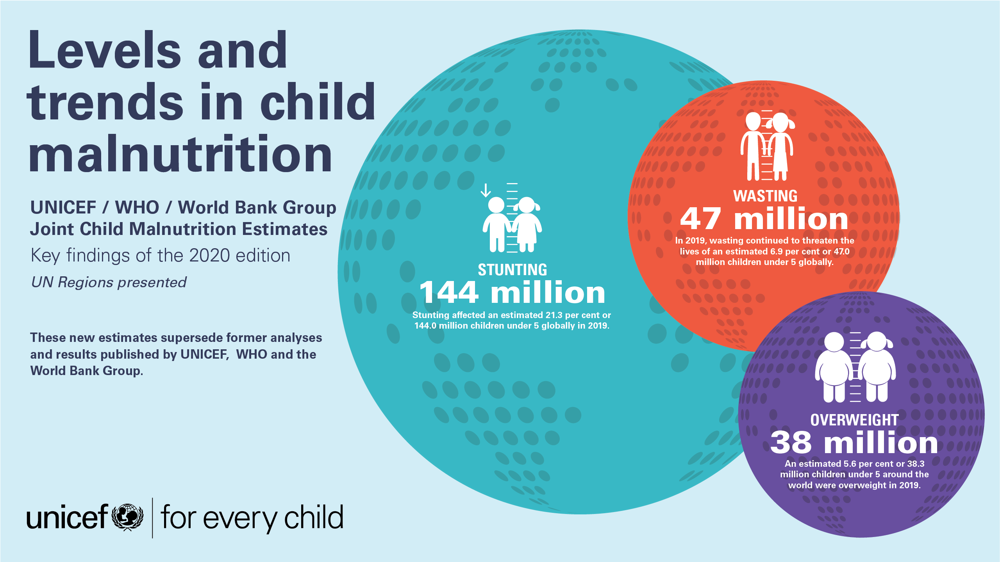 Levels and
trends in child
malnutrition
UNICEF / WHO / World Bank Group
Joint Child Malnutrition Estimates
Key findings of the 2020 edition
UN Regions presented
These new estimates supersede former analyses
and results published by UNICEF, WHO and the
World Bank Group.
unicef for every child
STUNTING
144 million
Stunting affected an estimated 21.3 per cent or
144.0 million children under 5 globally in 2019.
WASTING
47 million
In 2019, wasting continued to threaten the
lives of an estimated 6.9 per cent or 47.0
million children under 5 globally.
OVERWEIGHT
38 million
An estimated 5.6 per cent or 38.3
million children under 5 around the
world were overweight in 2019.